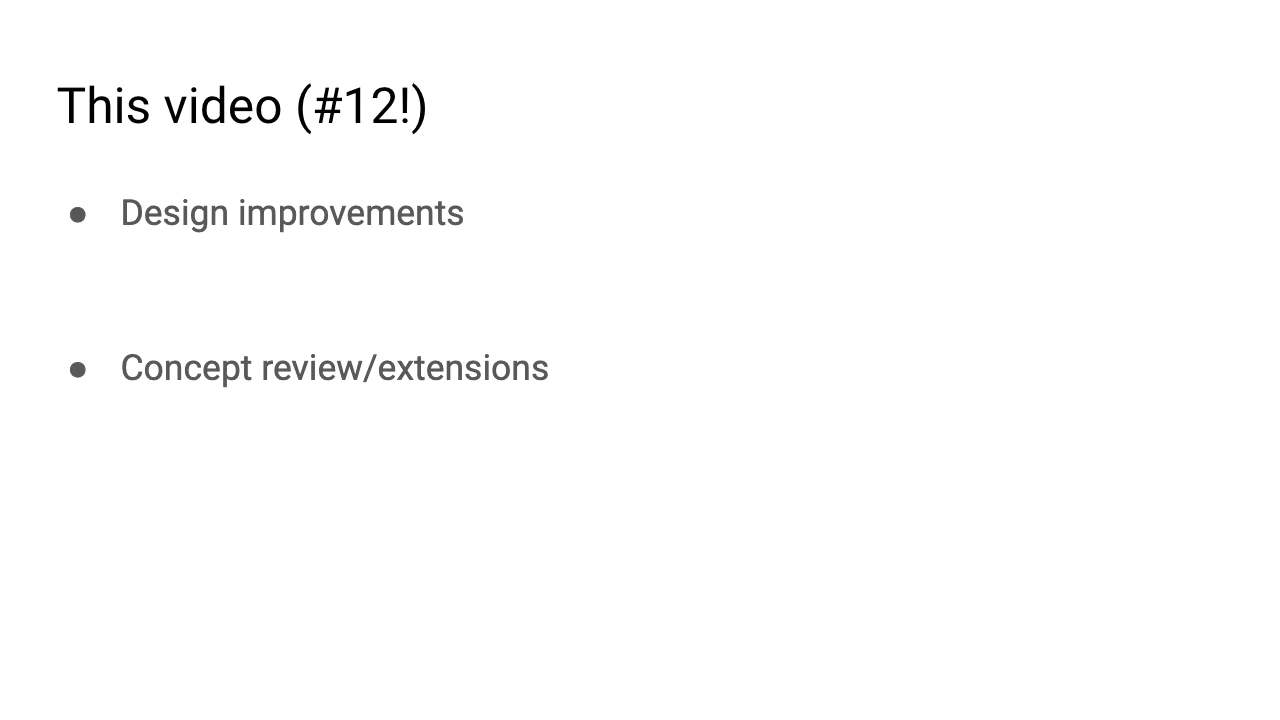 This video (#12!)
● Design improvements
● Concept review/extensions